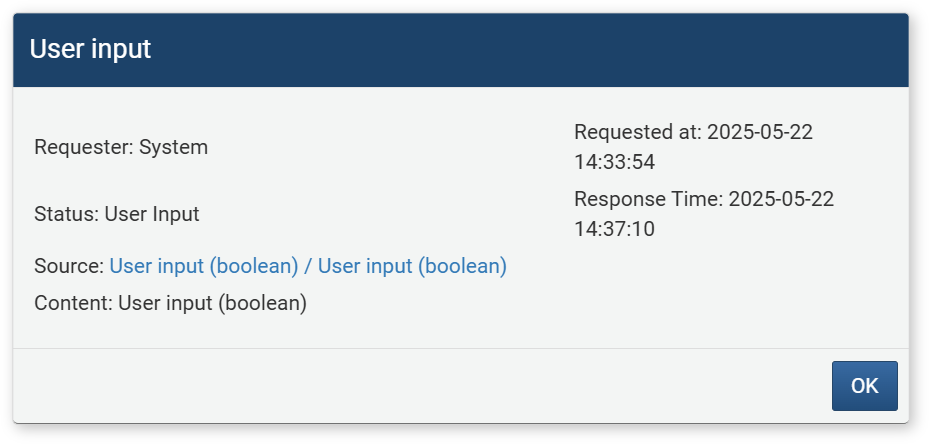 User input
Requester: System
Requested at: 2025-05-22
14:33:54
Status: User Input
Response Time: 2025-05-22
14:37:10
Source: User input (boolean) / User input (boolean)
Content: User input (boolean)
OK